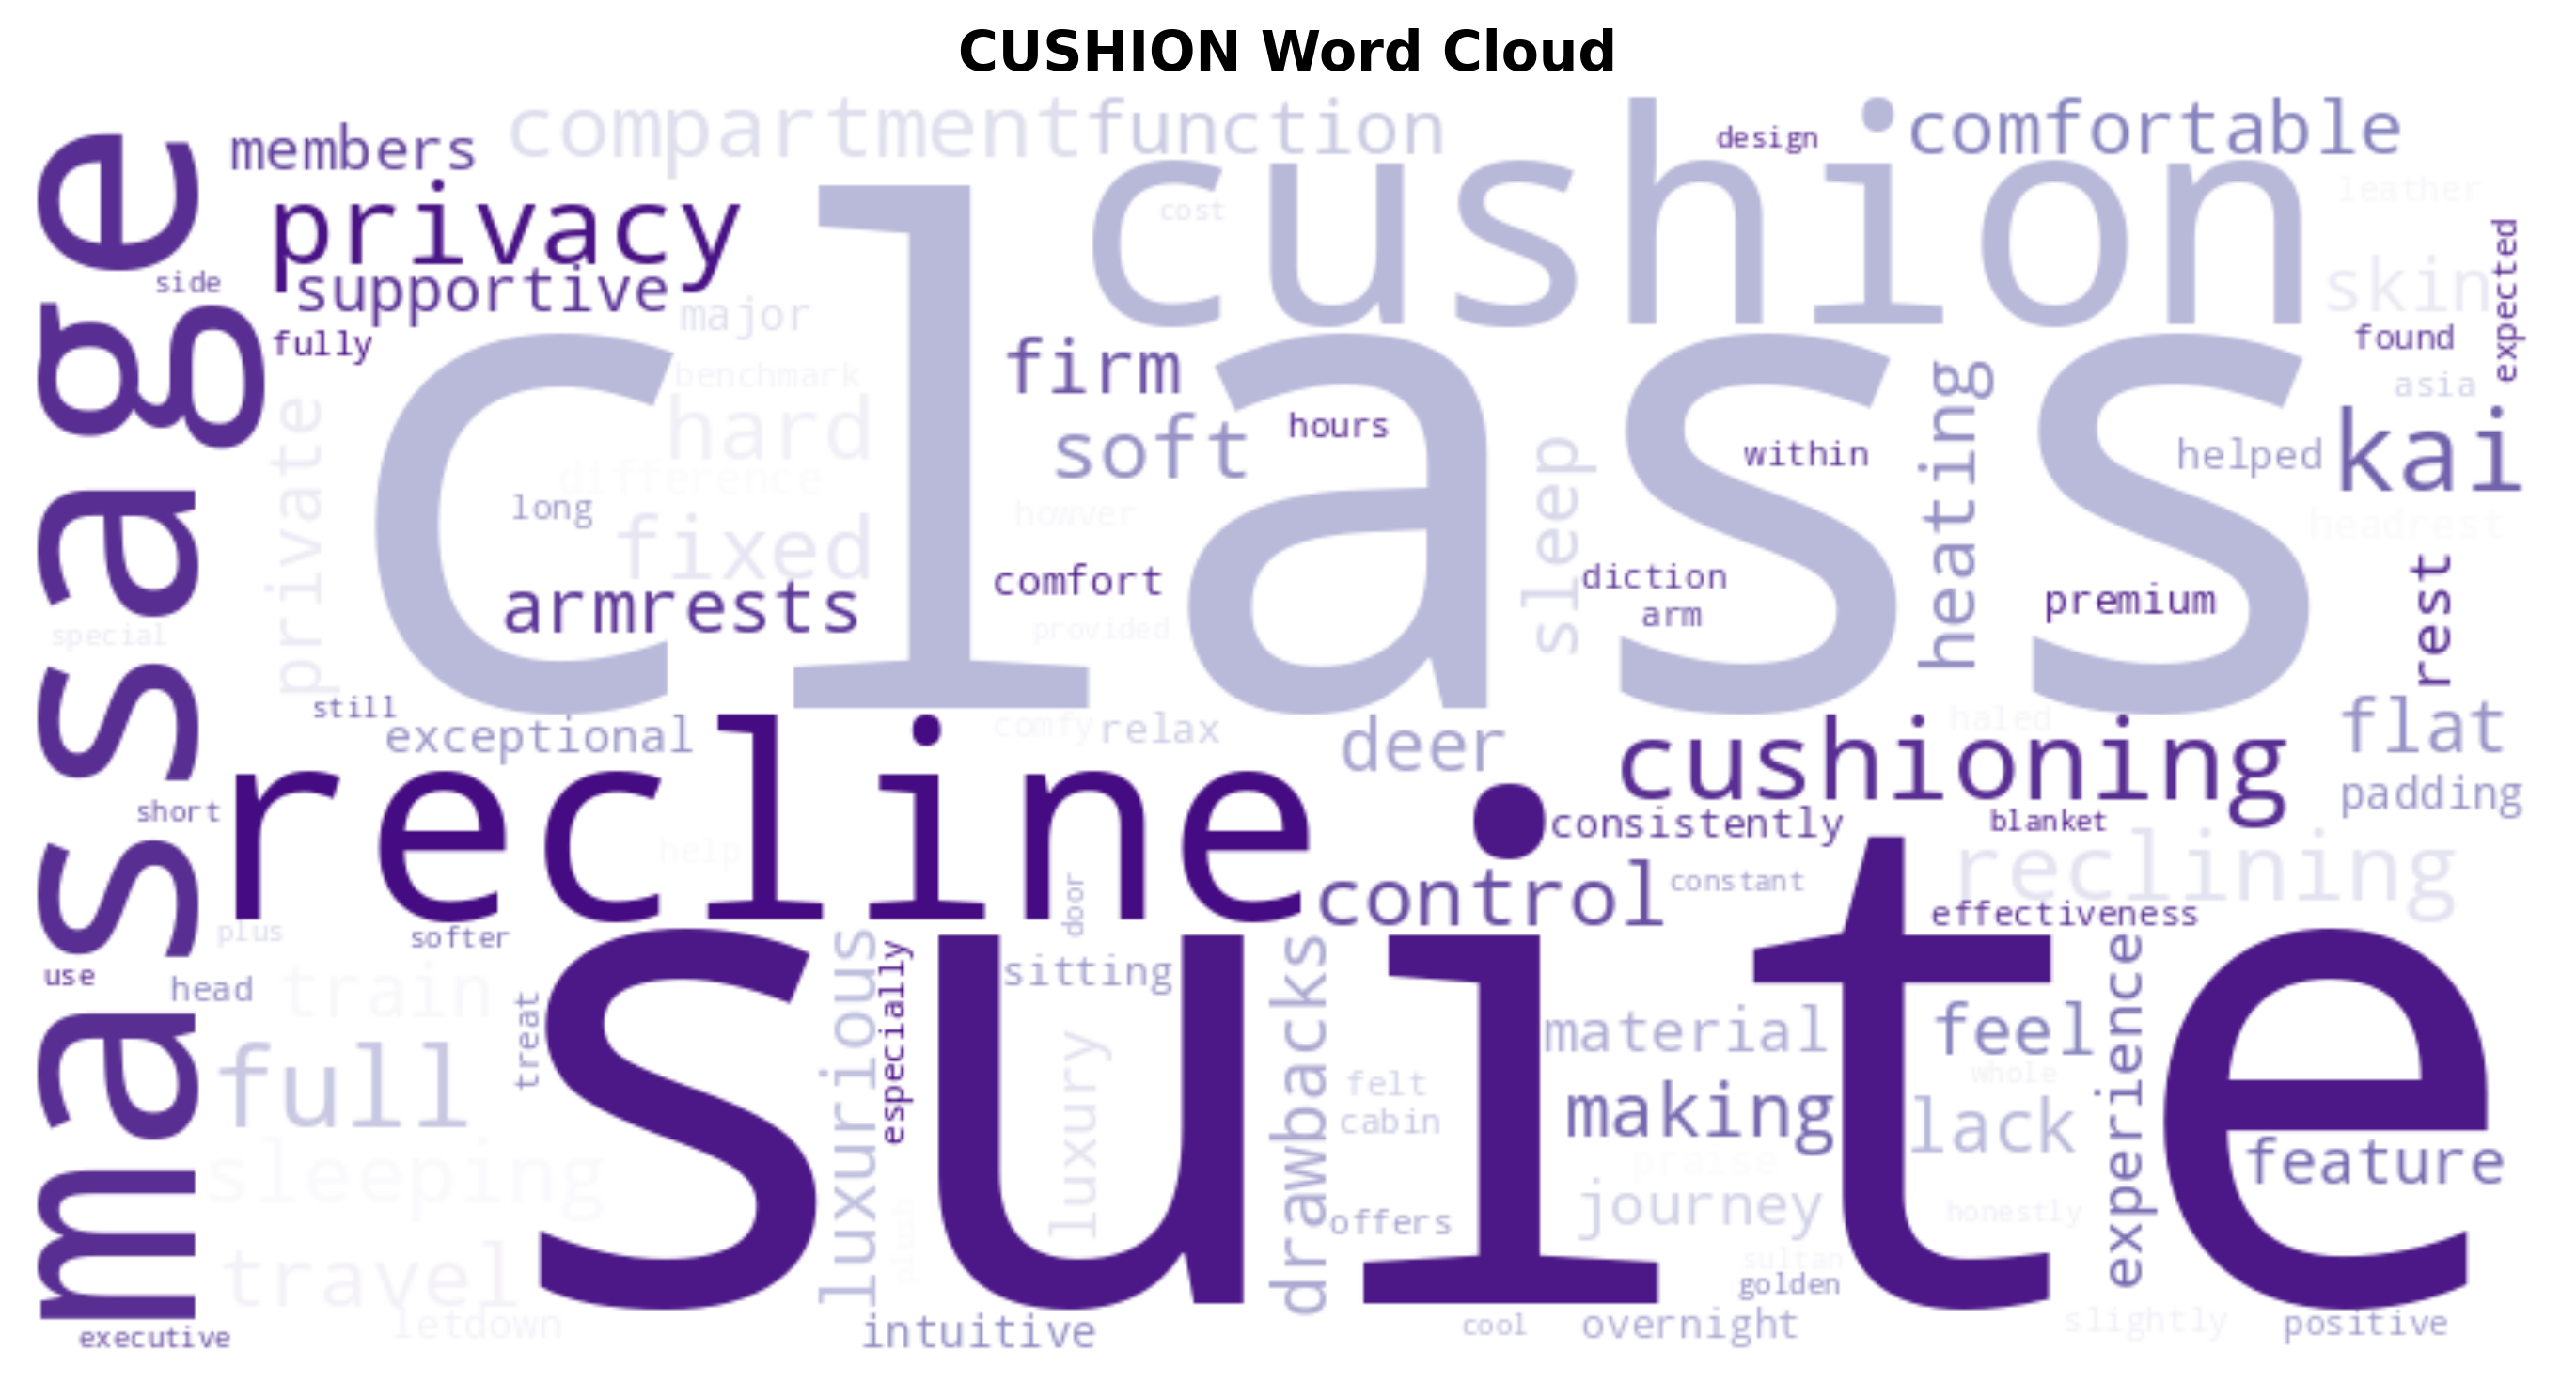 CUSHION Word Cloud
compartment
function
comfortable
members
design
cushion
privacy
cost
leather
side
supportive
major
skin
expected
fully
firm
found
benchmark
asia
class
massage
private
hard
soft
hours
sleep
within
heating
helped
kai
difference
long
howver
headrest
fixed
armrests
comfort
diction
arm
premium
rest
special
provided
still
exceptional
comfy
relax
deer
haled
flat
recline
cushioning
padding
short
consistently
blanket
help
reclining
door
control
constant
effectiveness
plus
softer
suite
use
head
train
treat
luxurious
especially
sitting
drawbacks
material
feel
experience
full
luxury
felt
whole
cabin
making
lack
sleeping
praise
feature
plush
offers
journey
honestly
travel
sultan
golden
executive
letdown
intuitive
cool
overnight
slightly
positive